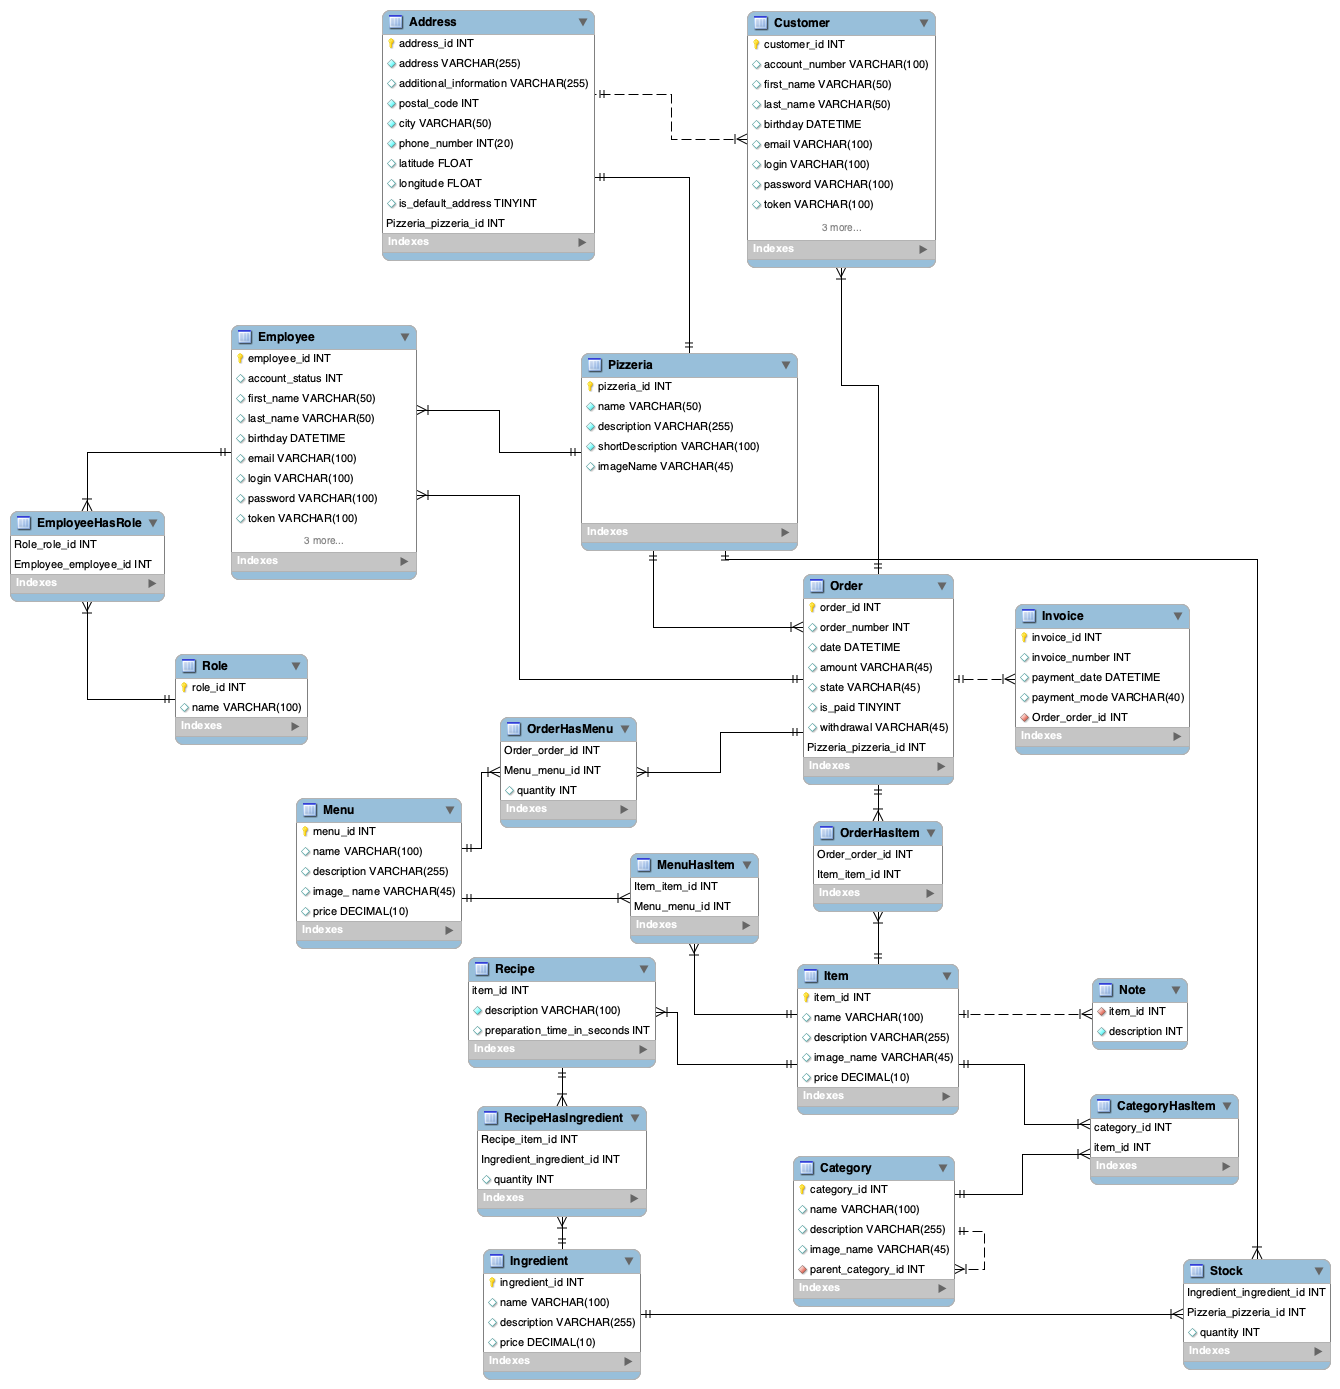 Address
address_id INT
address VARCHAR(255)
additional_information VARCHAR(255)
postal_code INT
city VARCHAR(50)
phone_number INT(20)
latitude FLOAT
longitude FLOAT
is_default_address TINYINT
Pizzeria_pizzeria_id INT
Indexes
Customer
customer_id INT
account_number VARCHAR(100)
first_name VARCHAR(50)
last_name VARCHAR(50)
birthday DATETIME
email VARCHAR(100)
login VARCHAR(100)
password VARCHAR(100)
token VARCHAR(100)
3 more...
Indexes
Employee
employee_id INT
account_status INT
first_name VARCHAR(50)
last_name VARCHAR(50)
birthday DATETIME
email VARCHAR(100)
login VARCHAR(100)
password VARCHAR(100)
token VARCHAR(100)
3 more...
Indexes
Pizzeria
pizzeria_id INT
name VARCHAR(50)
description VARCHAR(255)
shortDescription VARCHAR(100)
imageName VARCHAR(45)
Indexes
EmployeeHasRole
Role_role_id INT
Employee_employee_id INT
Indexes
Role
role_id INT
name VARCHAR(100)
Indexes
Order
order_id INT
order_number INT
date DATETIME
amount VARCHAR(45)
state VARCHAR(45)
is_paid TINYINT
withdrawal VARCHAR(45)
Pizzeria_pizzeria_id INT
Indexes
Invoice
invoice_id INT
invoice_number INT
payment_date DATETIME
payment_mode VARCHAR(40)
Order_order_id INT
Indexes
OrderHasMenu
Order_order_id INT
Menu_menu_id INT
quantity INT
Indexes
Menu
menu_id INT
name VARCHAR(100)
description VARCHAR(255)
image_ name VARCHAR(45)
price DECIMAL(10)
Indexes
OrderHasItem
Order_order_id INT
Item_item_id INT
Indexes
MenuHasItem
Item_item_id INT
Menu_menu_id INT
Indexes
Recipe
item_id INT
description VARCHAR(100)
preparation_time_in_seconds INT
Indexes
Item
item_id INT
name VARCHAR(100)
description VARCHAR(255)
image_name VARCHAR(45)
price DECIMAL(10)
Indexes
Note
item_id INT
description INT
RecipeHasIngredient
Recipe_item_id INT
Ingredient_ingredient_id INT
quantity INT
Indexes
CategoryHasItem
category_id INT
item_id INT
Indexes
Category
category_id INT
name VARCHAR(100)
description VARCHAR(255)
image_name VARCHAR(45)
parent_category_id INT
Indexes
Ingredient
ingredient_id INT
name VARCHAR(100)
description VARCHAR(255)
price DECIMAL(10)
Indexes
Stock
Ingredient_ingredient_id INT
Pizzeria_pizzeria_id INT
quantity INT
Indexes